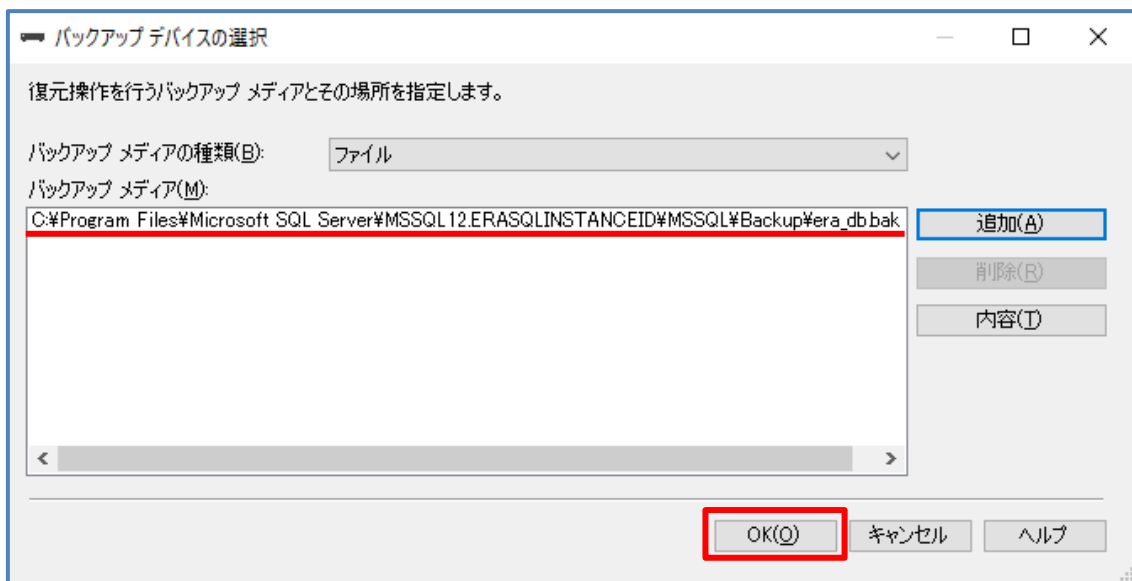 バックアップ デバイスの選択
復元操作を行うバックアップ メディアとその場所を指定します。
バックアップ メディアの種類(B):
ファイル
バックアップ メディア(M):
C:¥Program Files¥Microsoft SQL Server¥MSSQL12.ERASQLINSTANCEID¥MSSQL¥Backup¥era_db.bak
追加(A)
削除(R)
内容(T)
OK(O)
キャンセル
ヘルプ